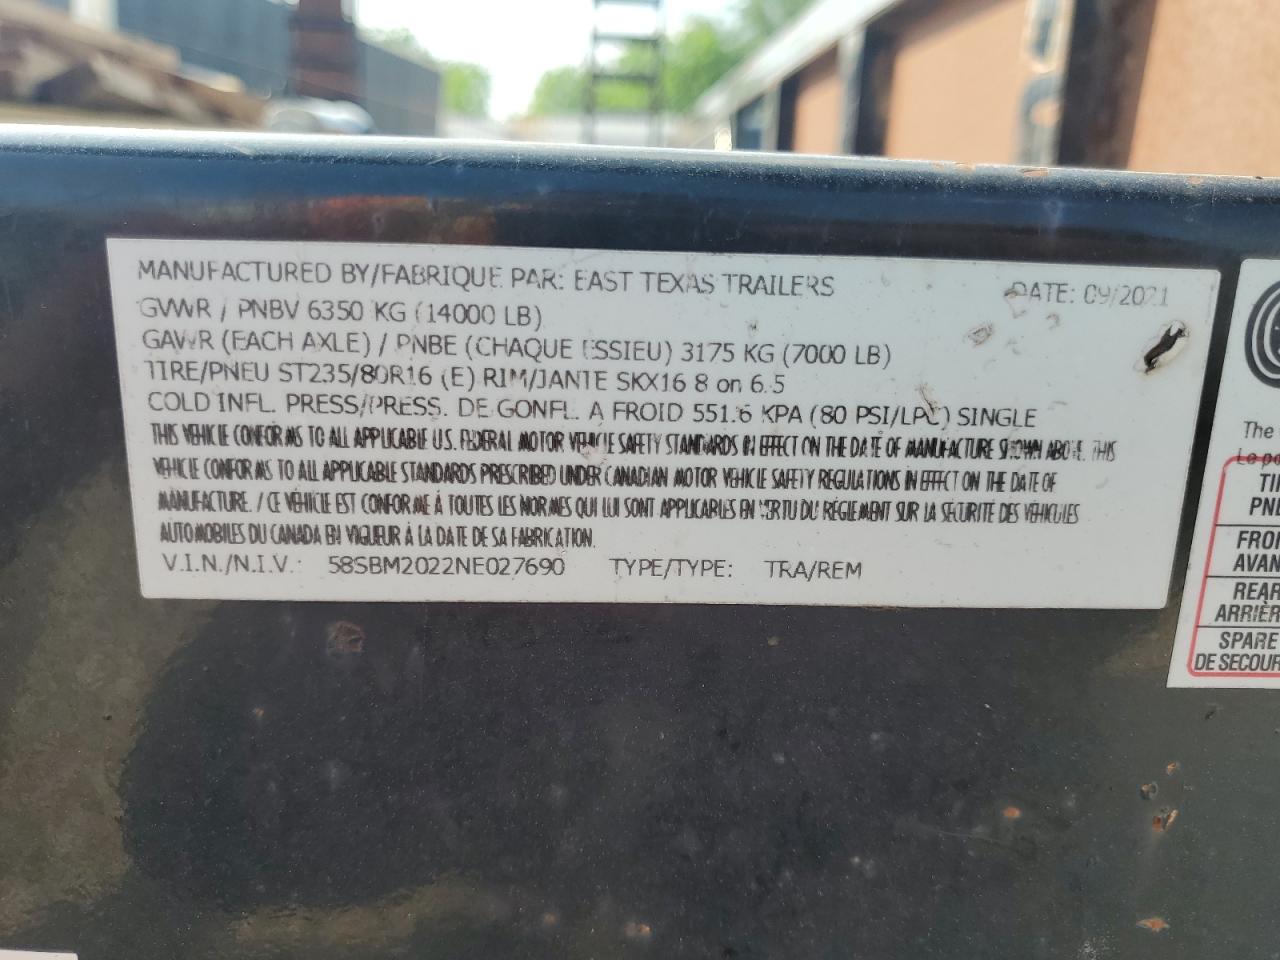 MANUFACTURED BY/FABRIQUE PAR: EAST TEXAS TRAILERS DATE: 09/2021
GVWR / PNBV 6350 KG (14000 LB)
GAWR (EACH AXLE) / PNBE (CHAQUE ESSIEU) 3175 KG (7000 LB)
TIRE/PNEU ST235/80R16 (E) RIM/JANTE SKX16 8 on 6.5
COLD INFL. PRESS/PRESS. DE GONFL. A FROID 551.6 KPA (80 PSI/LPC) SINGLE
THIS VEHICLE CONFORMS TO ALL APPLICABLE U.S. FEDERAL MOTOR VEHICLE SAFETY STANDARDS IN EFFECT ON THE DATE OF MANUFACTURE SHOWN ABOVE. THIS
VEHICLE CONFORMS TO ALL APPLICABLE STANDARDS PRESCRIBED UNDER CANADIAN MOTOR VEHICLE SAFETY REGULATIONS IN EFFECT ON THE DATE OF
MANUFACTURE. / CE VÉHICLE EST CONFORME À TOUTES LES NORMES QUI LUI SONT APPLICABLES EN VERTU DU RÉGLEMENT SUR LA SÉCURITÉ DES VÉHICULES
AUTOMOBILES DU CANADA EN VIGUEUR À LA DATE DE SA FABRICATION.
V.I.N./N.I.V.: 58SBM2022NE027690 TYPE/TYPE: TRA/REM
The
TI
PN
FRO
AVAN
REAR
ARRIÈR
SPARE
DE SECOUR